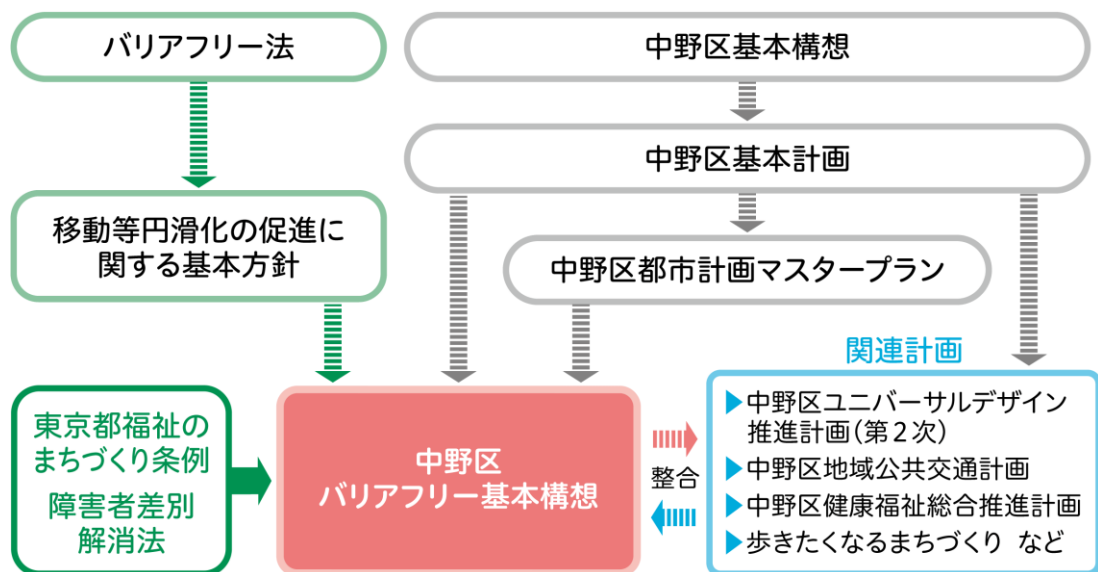 バリアフリー法
移動等円滑化の促進に
関する基本方針
東京都福祉の
まちづくり条例
障害者差別
解消法
中野区基本構想
中野区基本計画
中野区都市計画マスタープラン
中野区
バリアフリー基本構想
整合
関連計画
▶中野区ユニバーサルデザイン
推進計画(第2次)
▶中野区地域公共交通計画
▶中野区健康福祉総合推進計画
▶歩きたくなるまちづくり など